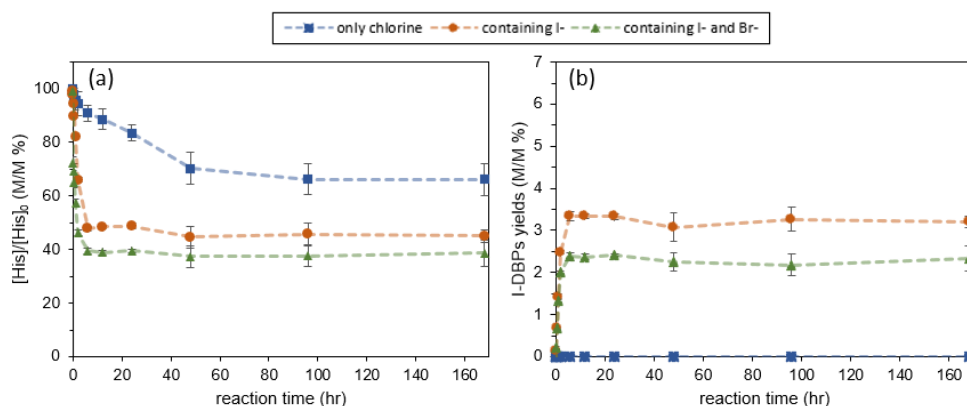 only chlorine containing I- containing I- and Br-
(a)
[His]/[His]0 (M/M %)
100
80
60
40
20
0
0 20 40 60 80 100 120 140 160
reaction time (hr)
(b)
I-DBPs yields (M/M %)
7
6
5
4
3
2
1
0
0 20 40 60 80 100 120 140 160
reaction time (hr)